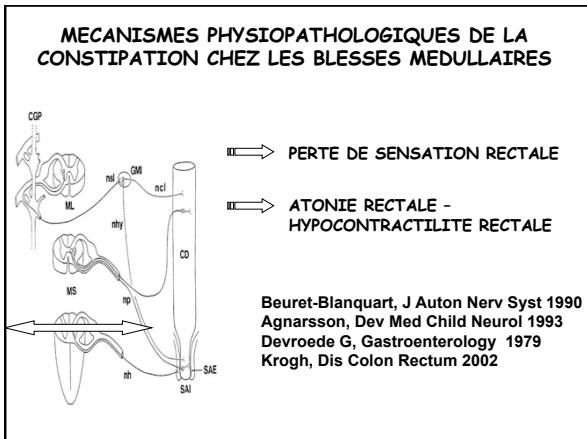 MECANISMES PHYSIOPATHOLOGIQUES DE LA
CONSTIPATION CHEZ LES BLESSES MEDULLAIRES
CGP
GMI
nsl
ncl
ML
nhy
CD
MS
np
nh
SAE
SAI
PERTE DE SENSATION RECTALE
ATONIE RECTALE –
HYPOCONTRACTILITE RECTALE
Beuret-Blanquart, J Auton Nerv Syst 1990
Agnarsson, Dev Med Child Neurol 1993
Devroede G, Gastroenterology 1979
Krogh, Dis Colon Rectum 2002